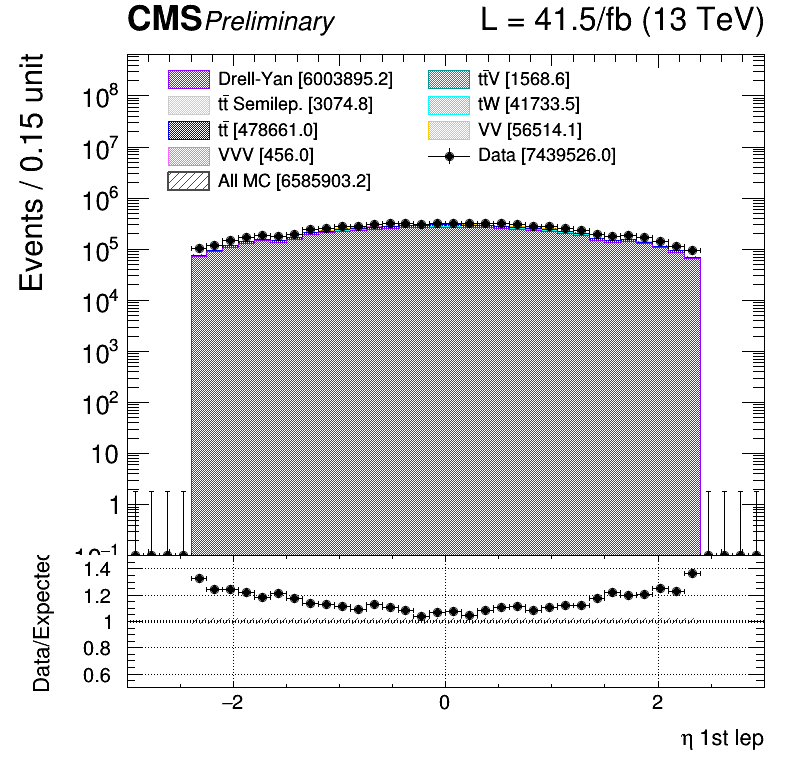 CMS Preliminary L = 41.5/fb (13 TeV)
Drell-Yan [6003895.2]
tt̄ Semilep. [3074.8]
tt̄ [478661.0]
VVV [456.0]
All MC [6585903.2]
tt̄V [1568.6]
tW [41733.5]
VV [56514.1]
Data [7439526.0]
Events / 0.15 unit
10⁸
10⁷
10⁶
10⁵
10⁴
10³
10²
10
1
10⁻¹
Data/Expected
1.4
1.2
1
0.8
0.6
−2 0 2
η 1st lep